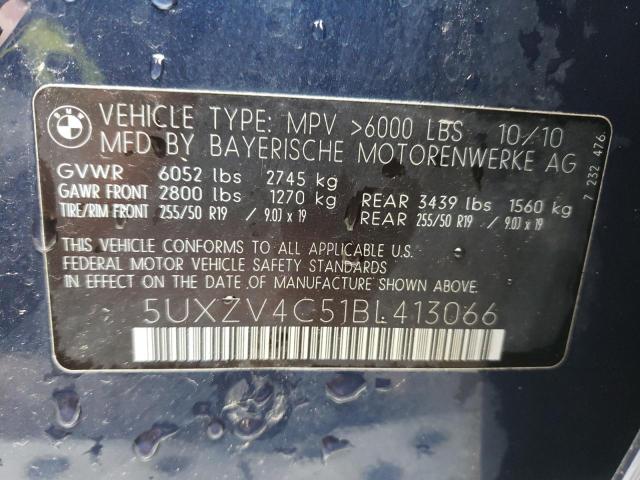 BMW
VEHICLE TYPE: MPV >6000 LBS 10/10
MFD BY BAYERISCHE MOTORENWERKE AG
GVWR 6052 lbs 2745 kg
GAWR FRONT 2800 lbs 1270 kg REAR 3439 lbs 1560 kg
TIRE/RIM FRONT 255/50 R19 / 9.0J x 19 REAR 255/50 R19 / 9.0J x 19
THIS VEHICLE CONFORMS TO ALL APPLICABLE U.S.
FEDERAL MOTOR VEHICLE SAFETY STANDARDS
IN EFFECT ON THE DATE OF MANUFACTURE SHOWN ABOVE.
5UXZV4C51BL413066
7 232 476.